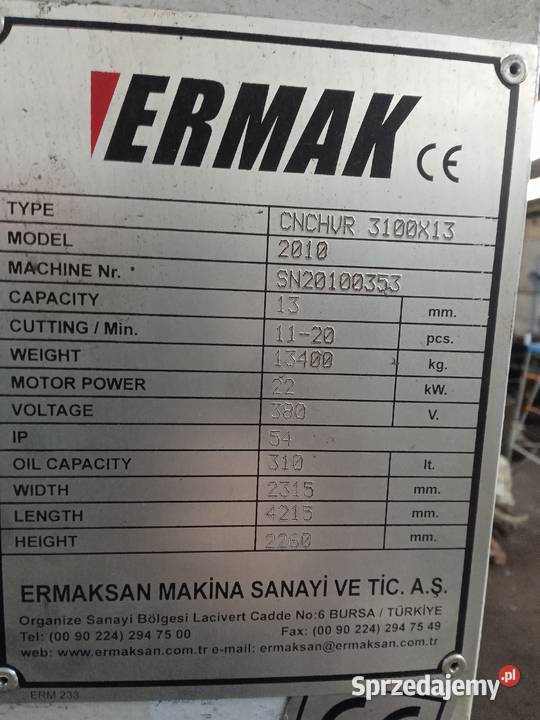 ERMAK CE
TYPE CNCHVR 3100X13
MODEL 2010
MACHINE Nr. SN20100353
CAPACITY 13 mm.
CUTTING / Min. 11-20 pcs.
WEIGHT 13400 kg.
MOTOR POWER 22 kW.
VOLTAGE 380 V.
IP 54
OIL CAPACITY 310 lt.
WIDTH 2315 mm.
LENGTH 4215 mm.
HEIGHT 2260 mm.
ERMAKSAN MAKİNA SANAYİ VE TİC. A.Ş.
Organize Sanayi Bölgesi Lacivert Cadde No:6 BURSA / TÜRKİYE
Tel: (00 90 224) 294 75 00 Fax: (00 90 224) 294 75 49
web: www.ermaksan.com.tr e-mail: ermaksan@ermaksan.com.tr
ERM 233
Sprzedajemy.pl